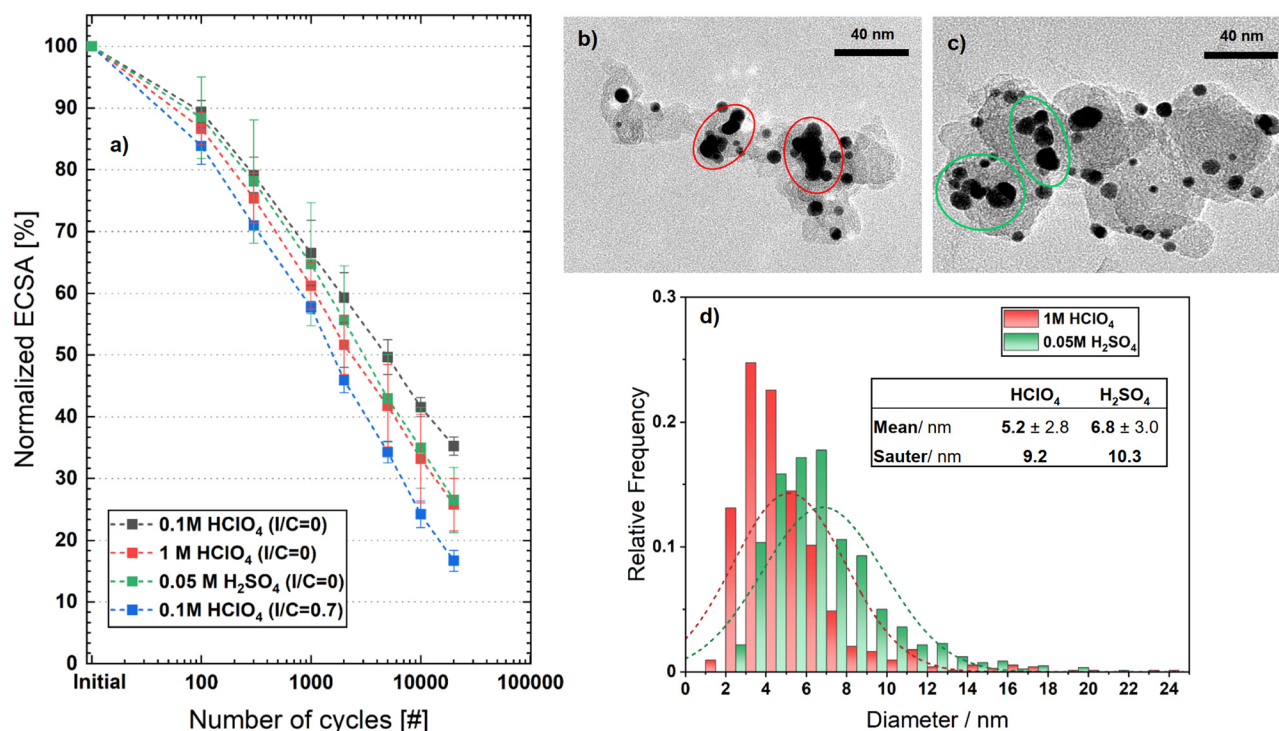 a)
Normalized ECSA [%]
100
90
80
70
60
50
40
30
20
10
0
Initial 100 1000 10000 100000
Number of cycles [#]
0.1M HClO₄ (I/C=0)
1 M HClO₄ (I/C=0)
0.05 M H₂SO₄ (I/C=0)
0.1M HClO₄ (I/C=0.7)
b)
40 nm
c)
40 nm
d)
Relative Frequency
0.3
0.2
0.1
0
0 2 4 6 8 10 12 14 16 18 20 22 24
Diameter / nm
1M HClO₄
0.05M H₂SO₄
HClO₄ H₂SO₄
Mean/ nm 5.2 ± 2.8 6.8 ± 3.0
Sauter/ nm 9.2 10.3